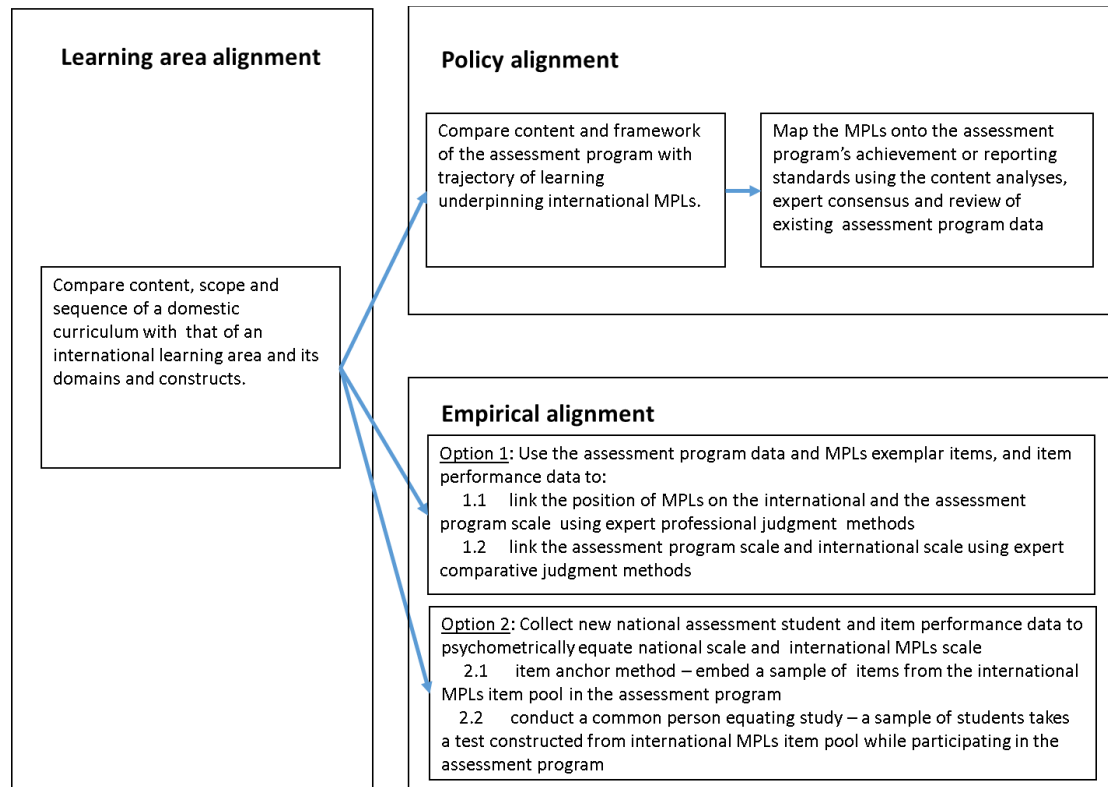 Learning area alignment
Compare content, scope and
sequence of a domestic
curriculum with that of an
international learning area and its
domains and constructs.
Policy alignment
Compare content and framework
of the assessment program with
trajectory of learning
underpinning international MPLs.
Map the MPLs onto the assessment
program's achievement or reporting
standards using the content analyses,
expert consensus and review of
existing assessment program data
Empirical alignment
Option 1: Use the assessment program data and MPLs exemplar items, and item
performance data to:
1.1 link the position of MPLs on the international and the assessment
program scale using expert professional judgment methods
1.2 link the assessment program scale and international scale using expert
comparative judgment methods
Option 2: Collect new national assessment student and item performance data to
psychometrically equate national scale and international MPLs scale
2.1 item anchor method – embed a sample of items from the international
MPLs item pool in the assessment program
2.2 conduct a common person equating study – a sample of students takes
a test constructed from international MPLs item pool while participating in the
assessment program